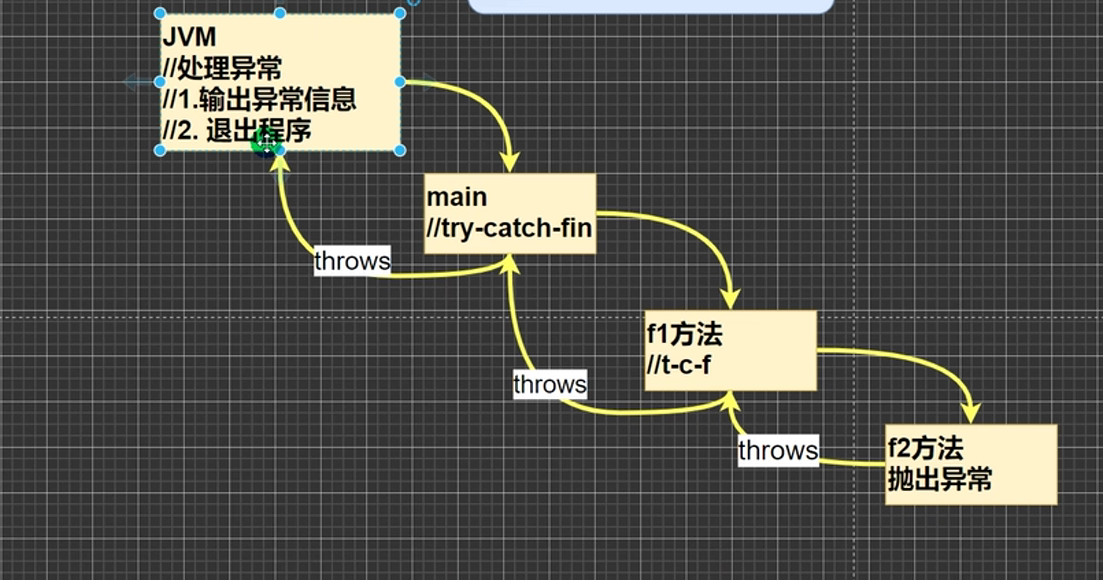 JVM
//处理异常
//1.输出异常信息
//2. 退出程序
main
//try-catch-fin
throws
f1方法
//t-c-f
throws
f2方法
抛出异常
throws